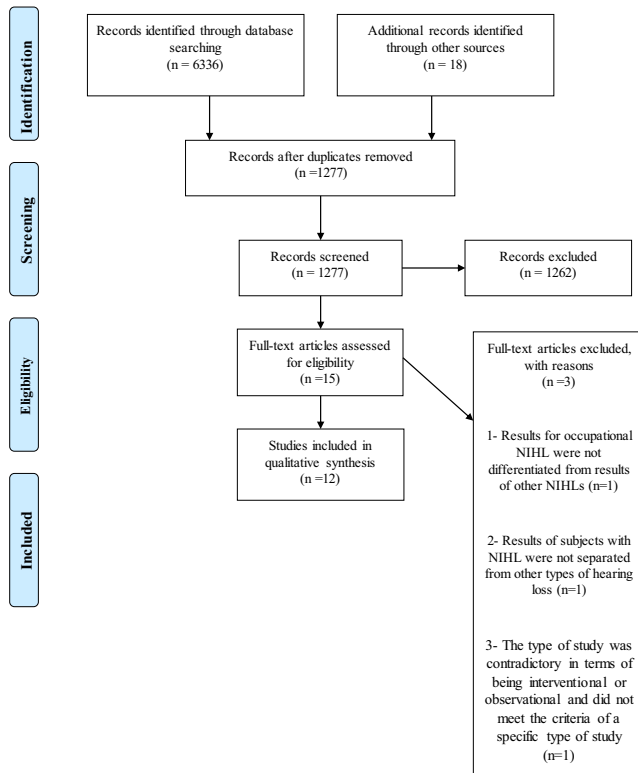 Identification
Records identified through database
searching
(n = 6336)
Additional records identified
through other sources
(n = 18)
Records after duplicates removed
(n =1277)
Screening
Records screened
(n = 1277)
Records excluded
(n = 1262)
Eligibility
Full-text articles assessed
for eligibility
(n =15)
Full-text articles excluded,
with reasons
(n =3)
1- Results for occupational
NIHL were not
differentiated from results
of other NIHLs (n=1)
2- Results of subjects with
NIHL were not separated
from other types of hearing
loss (n=1)
3- The type of study was
contradictory in terms of
being interventional or
observational and did not
meet the criteria of a
specific type of study
(n=1)
Included
Studies included in
qualitative synthesis
(n =12)